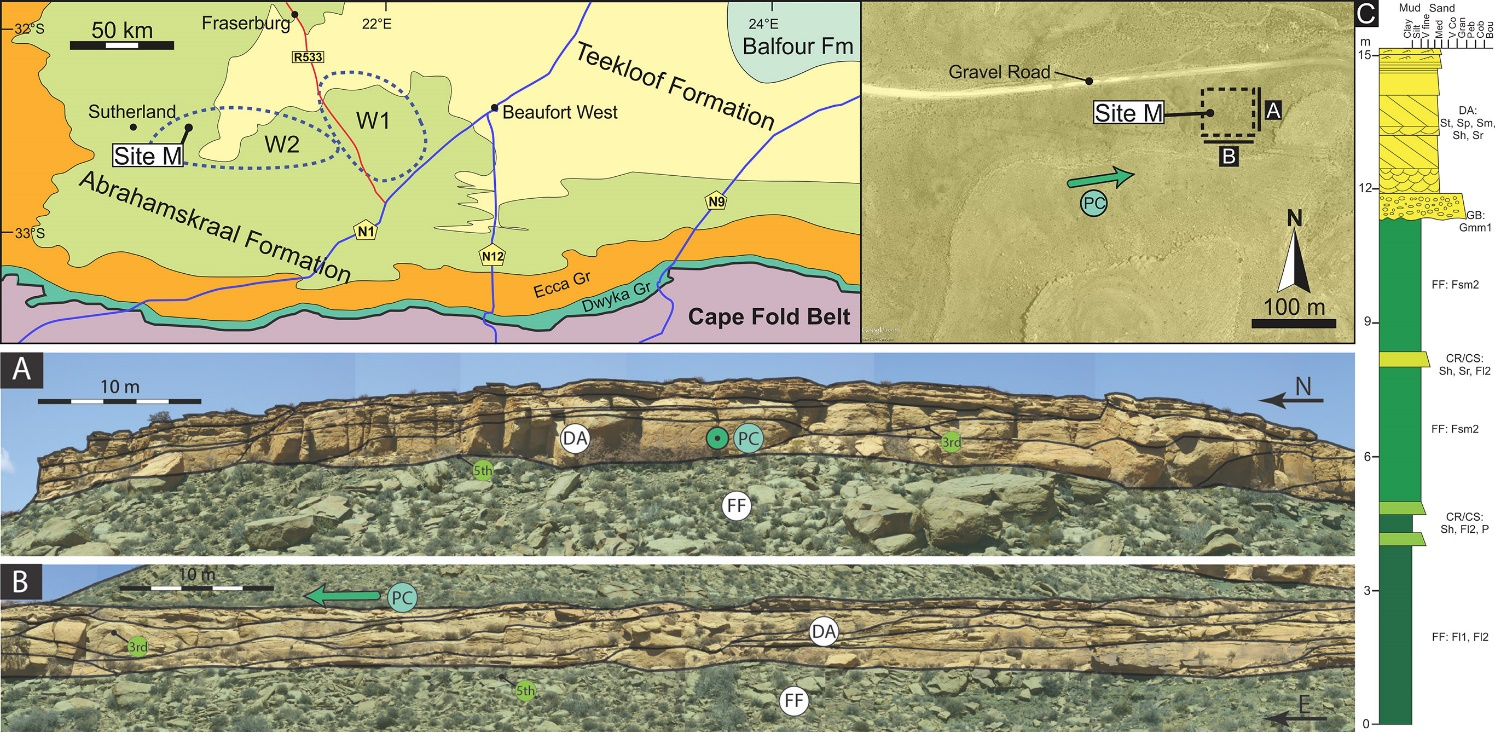 Fraserburg
22°E
24°E
32°S
50 km
R533
Balfour Fm
Teekloof Formation
Sutherland
W1
Beaufort West
W2
Site M
Abrahamskraal Formation
N9
33°S
N1
N12
Ecca Gr
Dwyka Gr
Cape Fold Belt
Gravel Road
Site M
A
B
PC
N
100 m
A
10 m
N
DA
PC
3rd
5th
FF
B
10 m
PC
3rd
DA
5th
FF
E
C
Mud Sand
Clay
Silt
V fine
Med
V Co
Gran
Peb
Cob
Bou
m
15
DA:
St, Sp, Sm,
Sh, Sr
12
GB:
Gmm1
FF: Fsm2
9
CR/CS:
Sh, Sr, Fl2
FF: Fsm2
6
CR/CS:
Sh, Fl2, P
3
FF: Fl1, Fl2
0